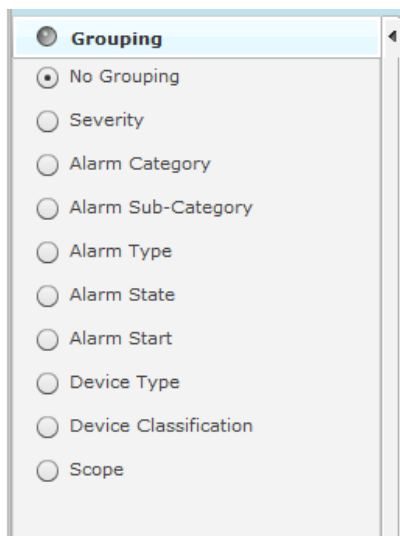 Grouping
No Grouping
Severity
Alarm Category
Alarm Sub-Category
Alarm Type
Alarm State
Alarm Start
Device Type
Device Classification
Scope